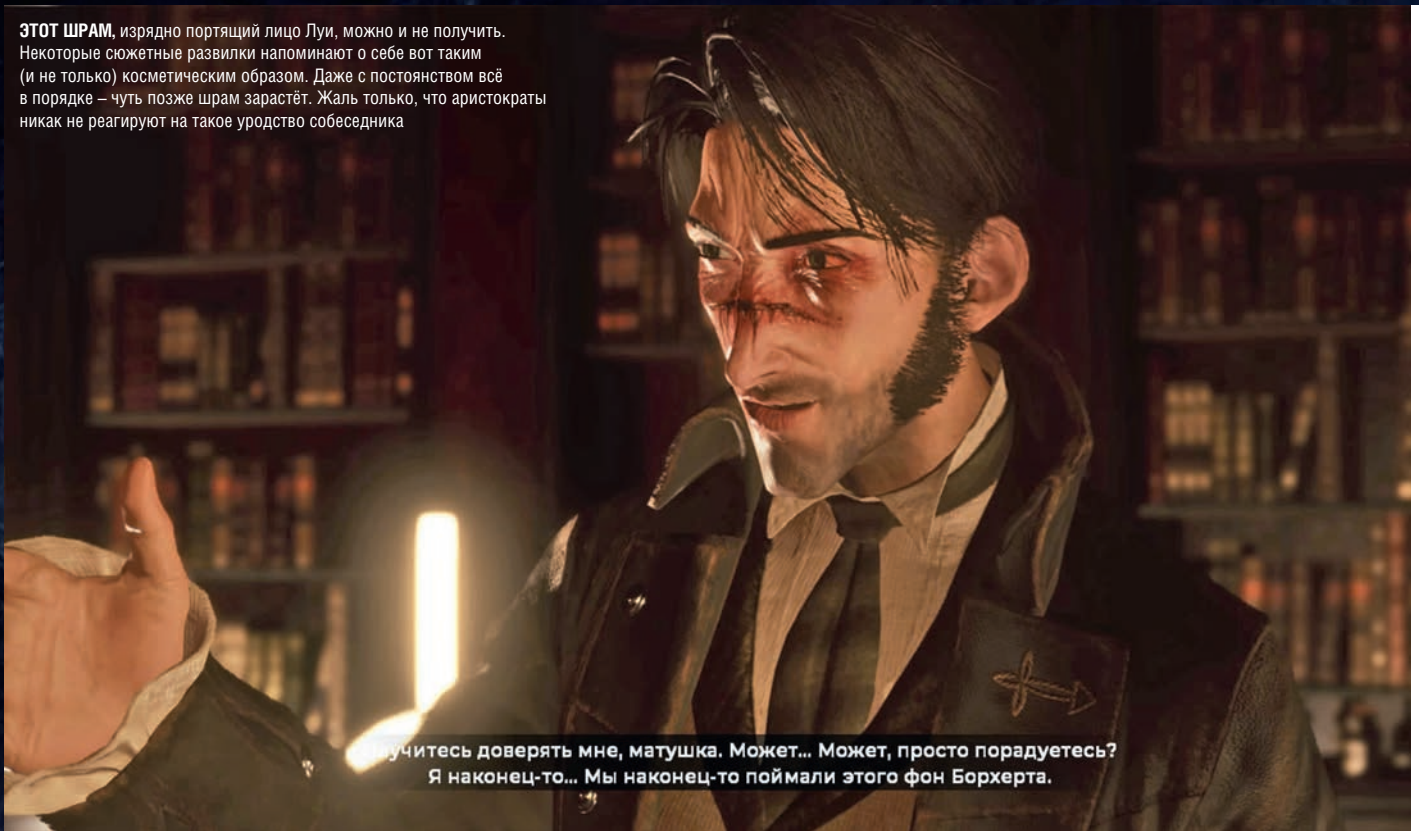 ЭТОТ ШРАМ, изрядно портящий лицо Луи, можно и не получить.
Некоторые сюжетные развилки напоминают о себе вот таким
(и не только) косметическим образом. Даже с постоянством всё
в порядке – чуть позже шрам зарастёт. Жаль только, что аристократы
никак не реагируют на такое уродство собеседника
доверять мне, матушка. Может... Может, просто порадуетесь?
Я наконец-то... Мы наконец-то поймали этого фон Борхерта.